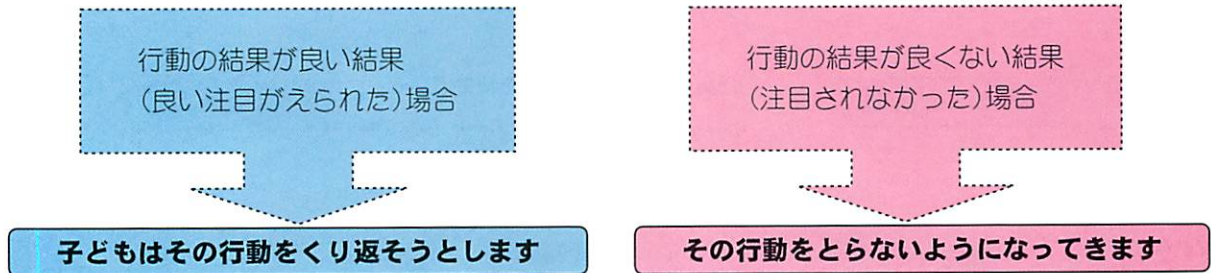 行動の結果が良い結果
(良い注目がえられた)場合
子どもはその行動をくり返そうとします
行動の結果が良くない結果
(注目されなかった)場合
その行動をとらないようになってきます